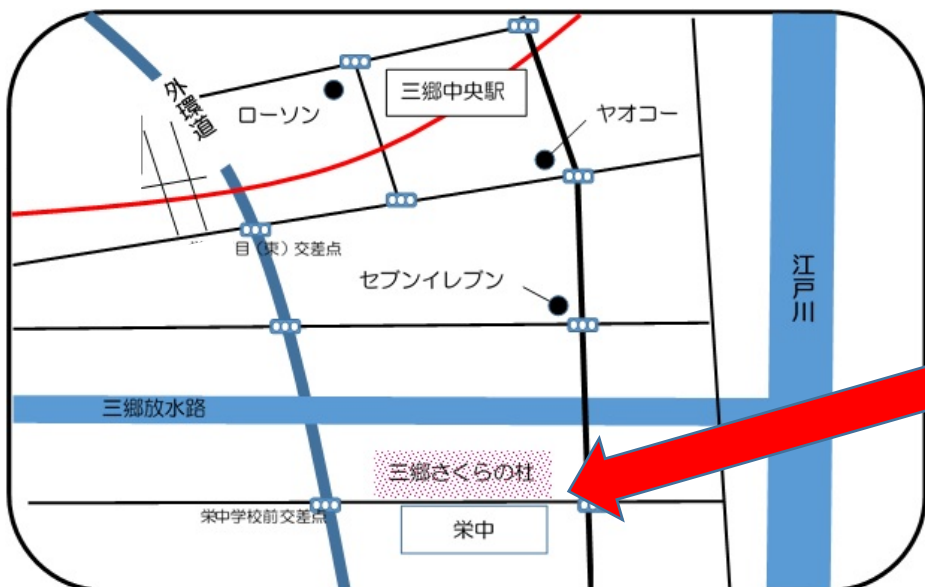 外環道
ローソン
三郷中央駅
ヤオコー
目（東）交差点
セブンイレブン
江戸川
三郷放水路
三郷さくらの杜
栄中学校前交差点
栄中